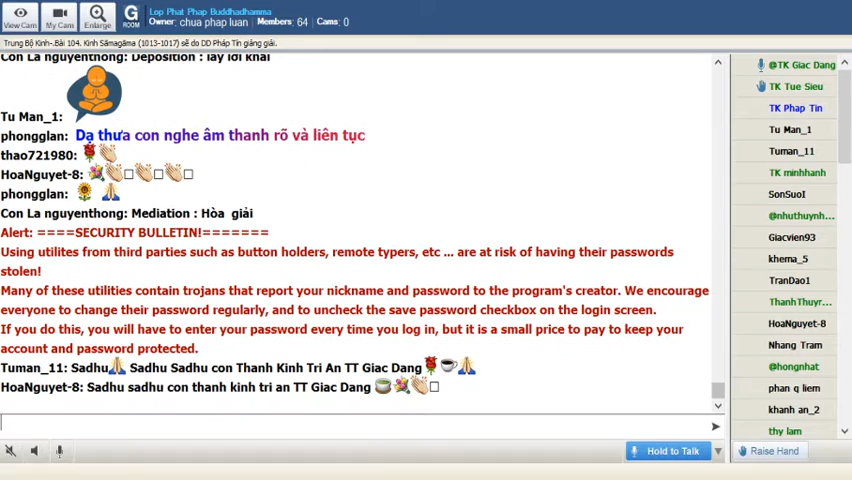 View Cam
My Cam
Enlarge
G
ROOM
Lop Phat Phap Buddhadhamma
Owner: chua phap luan Members: 64 Cams: 0
Trung Bộ Kinh-.Bài 104. Kinh Sāmagāma (1013-1017) sẽ do DD Pháp Tín giảng giải.
Con La nguyenthong: Deposition : lấy lời khai
Tu Man_1:
phongglan: Dạ thưa con nghe âm thanh rõ và liên tục
thao721980:
HoaNguyet-8:
phongglan:
Con La nguyenthong: Mediation : Hòa giải
Alert: ====SECURITY BULLETIN!=======
Using utilites from third parties such as button holders, remote typers, etc ... are at risk of having their passwords
stolen!
Many of these utilities contain trojans that report your nickname and password to the program's creator. We encourage
everyone to change their password regularly, and to uncheck the save password checkbox on the login screen.
If you do this, you will have to enter your password every time you log in, but it is a small price to pay to keep your
account and password protected.
Tuman_11: Sadhu Sadhu Sadhu con Thanh Kinh Tri An TT Giac Dang
HoaNguyet-8: Sadhu sadhu con thanh kinh tri an TT Giac Dang
Hold to Talk
@TK Giac Dang
TK Tue Sieu
TK Phap Tin
Tu Man_1
Tuman_11
TK minhhanh
SonSuoI
@nhuthuynh...
Giacvien93
khema_5
TranDao1
ThanhThuyr...
HoaNguyet-8
Nhang Tram
@hongnhat
phan q liem
khanh an_2
thy lam
Raise Hand